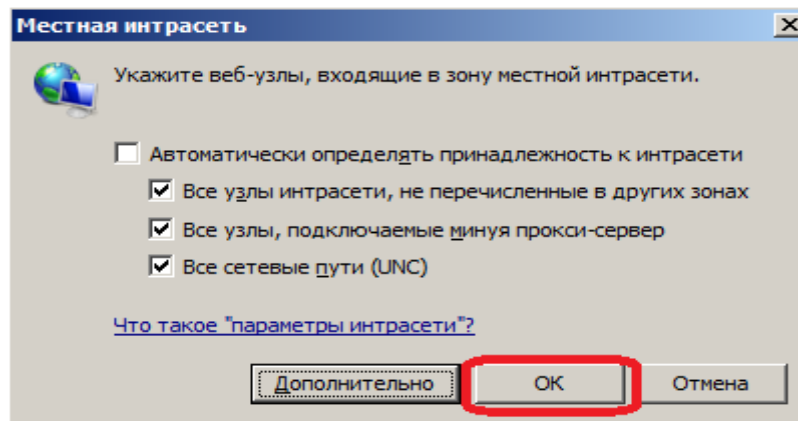 Местная интрасеть
Укажите веб-узлы, входящие в зону местной интрасети.
Автоматически определять принадлежность к интрасети
Все узлы интрасети, не перечисленные в других зонах
Все узлы, подключаемые минуя прокси-сервер
Все сетевые пути (UNC)
Что такое "параметры интрасети"?
Дополнительно ОК Отмена